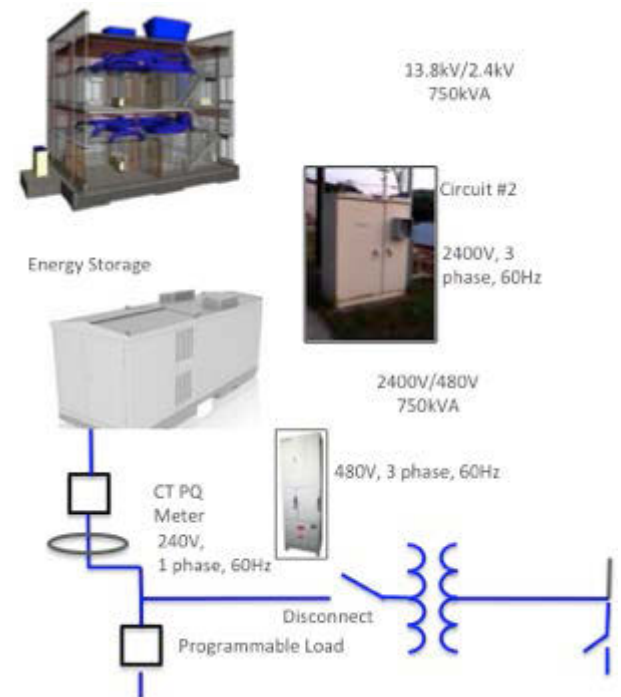 13.8kV/2.4kV
750kVA
Circuit #2
2400V, 3
phase, 60Hz
Energy Storage
2400V/480V
750kVA
480V, 3 phase, 60Hz
CT PQ
Meter
240V,
1 phase, 60Hz
Disconnect
Programmable Load